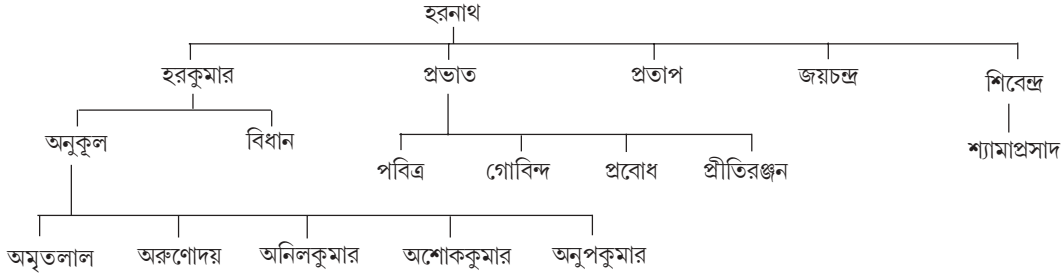 হরনাথ
হরকুমার প্রভাত প্রতাপ জয়চন্দ্র শিবেন্দ্র
অনুকূল বিধান শ্যামাপ্রসাদ
পবিত্র গোবিন্দ প্রবোধ প্রীতিরঞ্জন
অমৃতলাল অরুণোদয় অনিলকুমার অশোককুমার অনুপকুমার